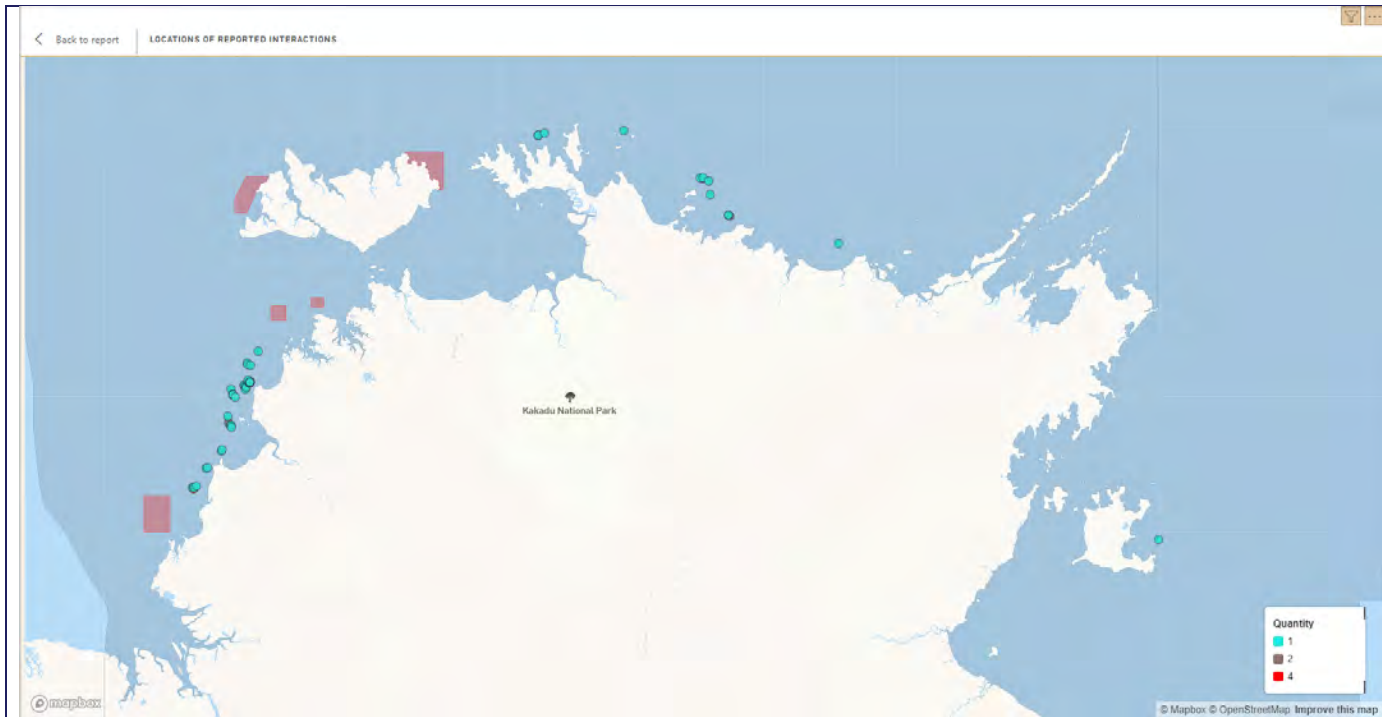 Back to report
LOCATIONS OF REPORTED INTERACTIONS
Kakadu National Park
Quantity
1
2
4
mapbox
© Mapbox © OpenStreetMap Improve this map